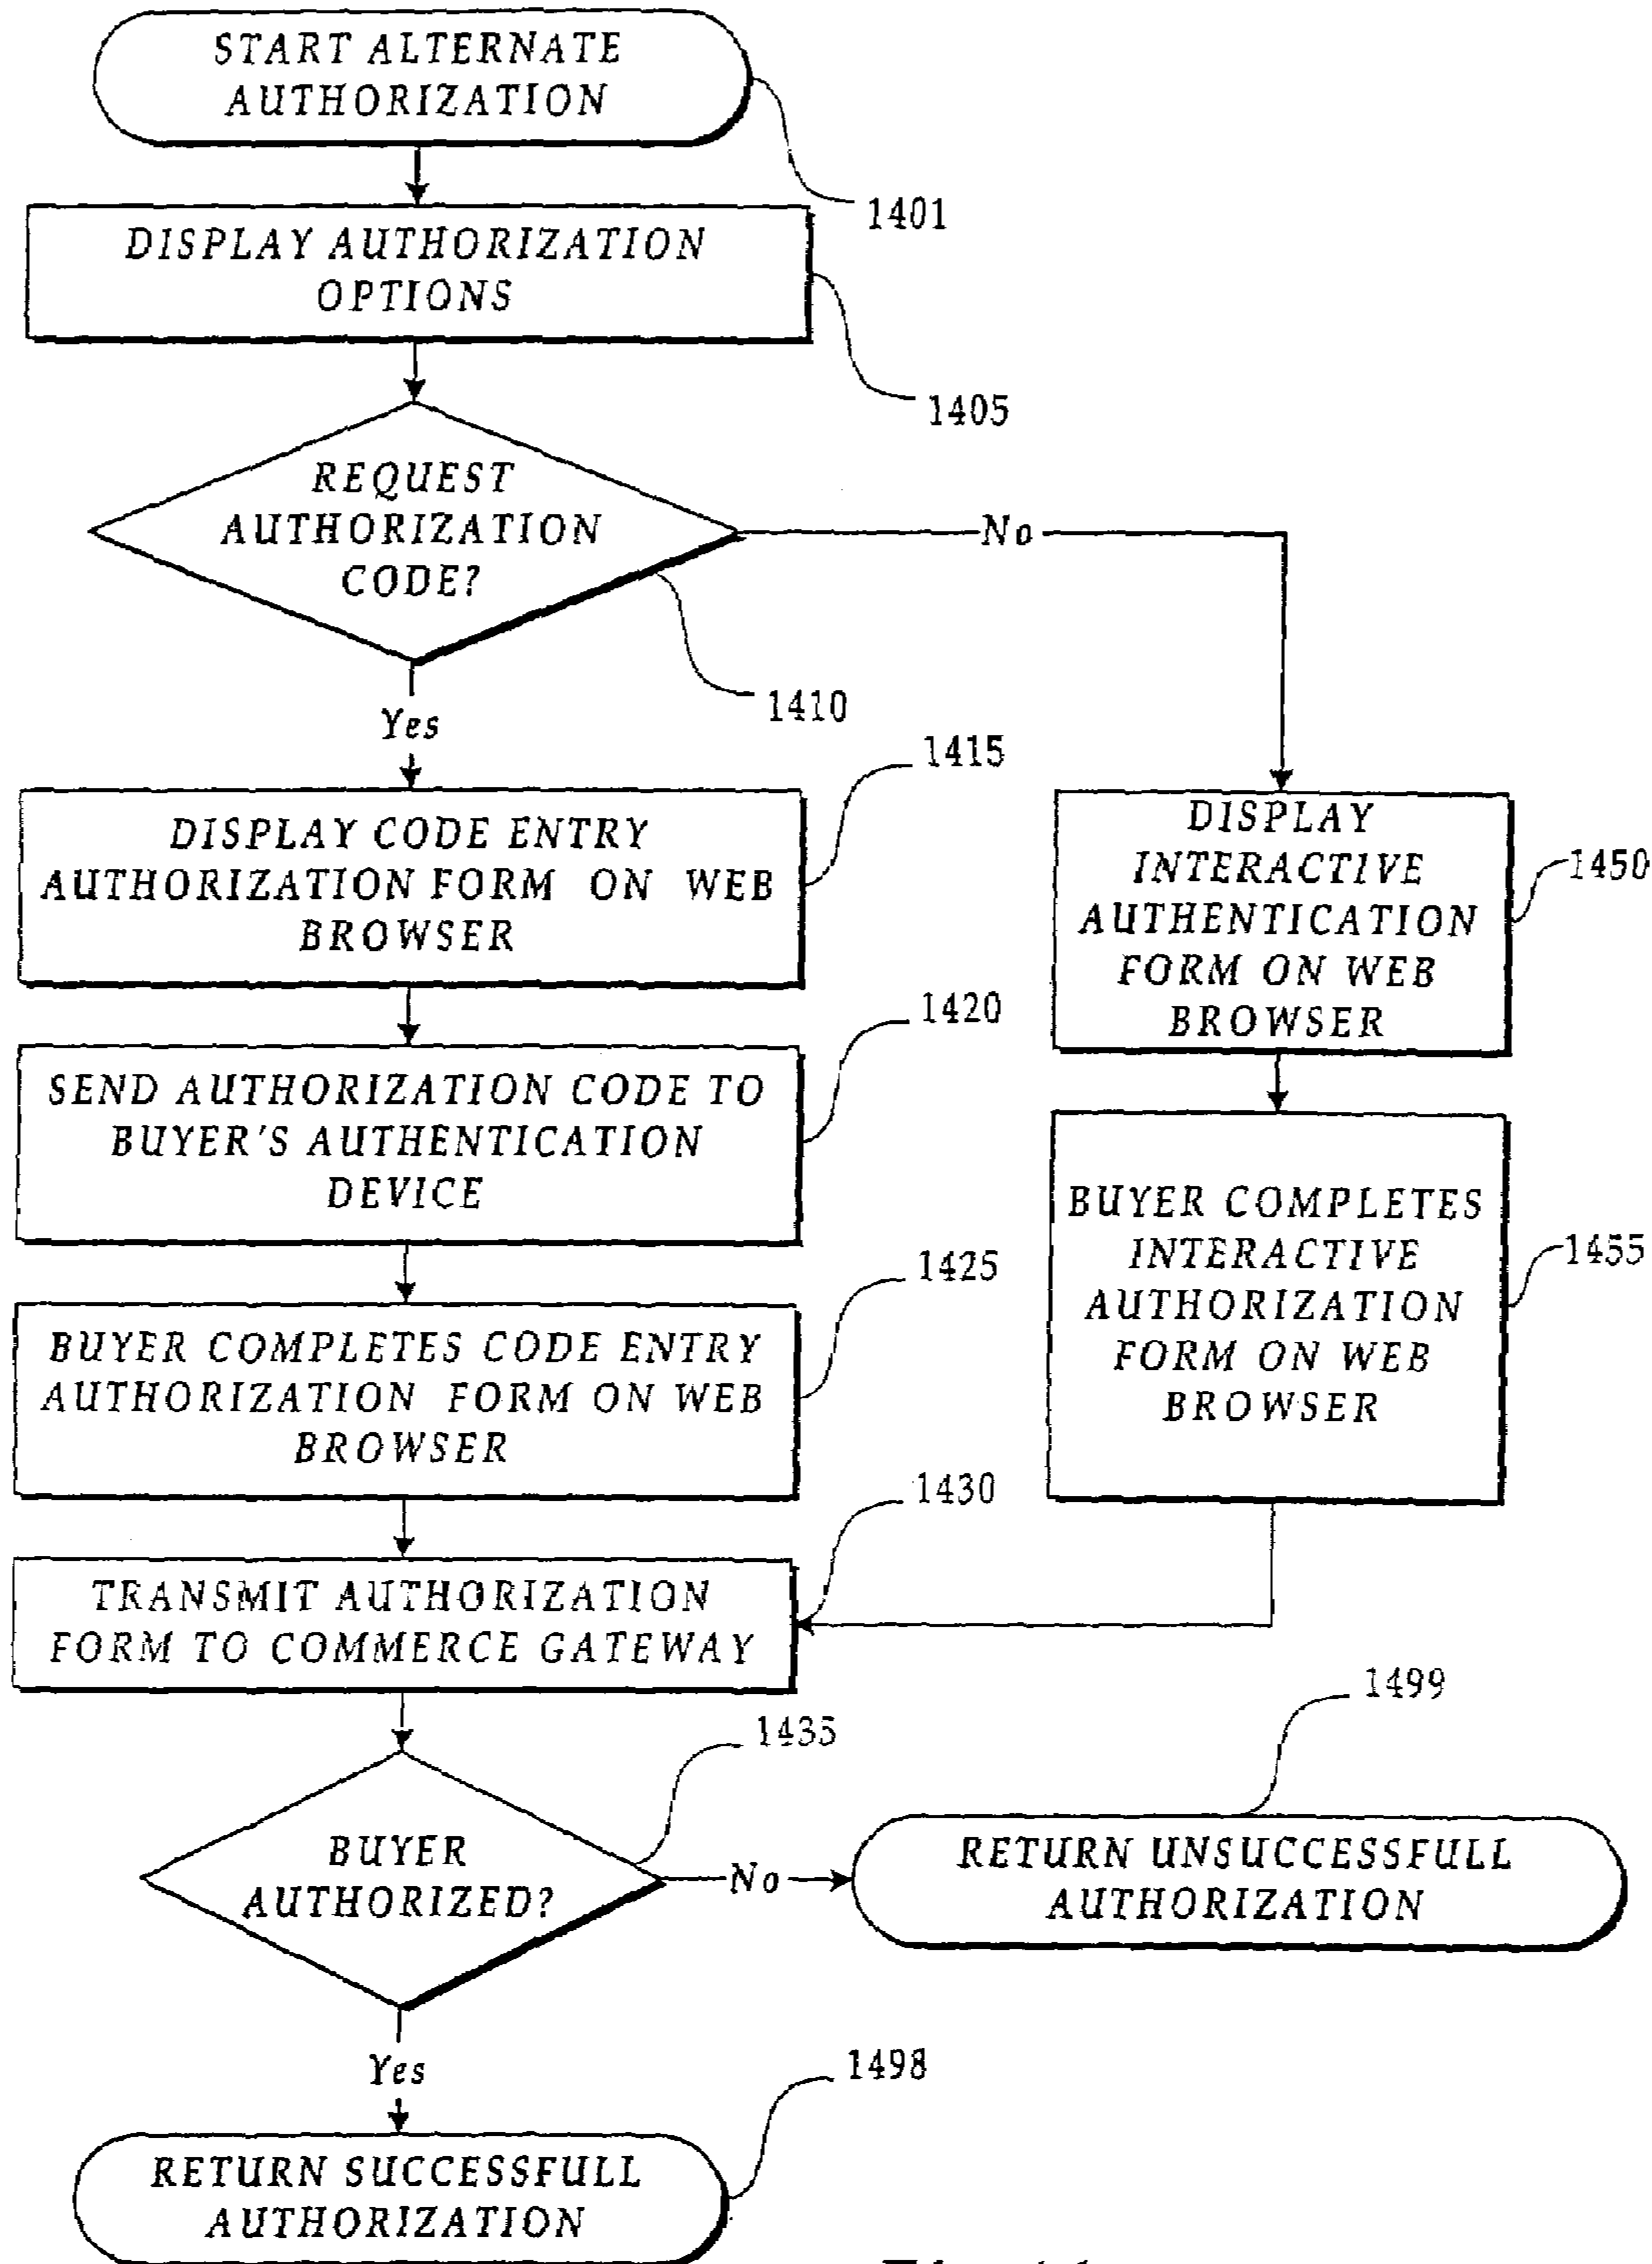 START ALTERNATE
AUTHORIZATION
1401
DISPLAY AUTHORIZATION
OPTIONS
1405
REQUEST
AUTHORIZATION
CODE?
No
1410
Yes
1415
DISPLAY CODE ENTRY
AUTHORIZATION FORM ON WEB
BROWSER
DISPLAY
INTERACTIVE
AUTHENTICATION
FORM ON WEB
BROWSER
1450
1420
SEND AUTHORIZATION CODE TO
BUYER'S AUTHENTICATION
DEVICE
BUYER COMPLETES
INTERACTIVE
AUTHORIZATION
FORM ON WEB
BROWSER
1455
1425
BUYER COMPLETES CODE ENTRY
AUTHORIZATION FORM ON WEB
BROWSER
1430
TRANSMIT AUTHORIZATION
FORM TO COMMERCE GATEWAY
1435
1499
BUYER
AUTHORIZED?
No
RETURN UNSUCCESSFULL
AUTHORIZATION
Yes
1498
RETURN SUCCESSFULL
AUTHORIZATION